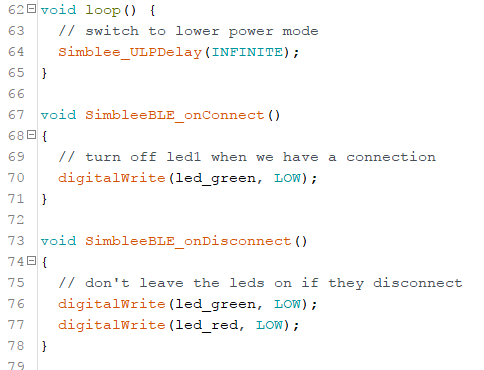 62 void loop() {
63 // switch to lower power mode
64 Simblee_ULPDelay(INFINITE);
65 }
66
67 void SimbleeBLE_onConnect()
68 {
69 // turn off led1 when we have a connection
70 digitalWrite(led_green, LOW);
71 }
72
73 void SimbleeBLE_onDisconnect()
74 {
75 // don't leave the leds on if they disconnect
76 digitalWrite(led_green, LOW);
77 digitalWrite(led_red, LOW);
78 }
79